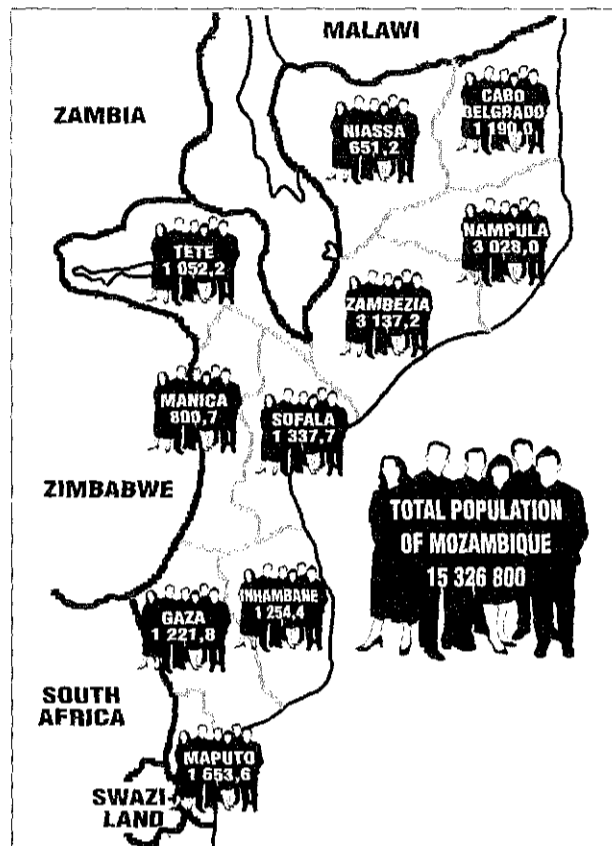 MALAWI
ZAMBIA
CABO
DELGRADO
1 190,0
NIASSA
651,2
NAMPULA
3 028,0
TETE
1 052,2
ZAMBEZIA
3 137,2
MANICA
800,7
SOFALA
1 337,7
ZIMBABWE
TOTAL POPULATION
OF MOZAMBIQUE
15 326 800
INHAMBANE
1 254,4
GAZA
1 221,8
SOUTH
AFRICA
MAPUTO
1 653,6
SWAZI-
LAND